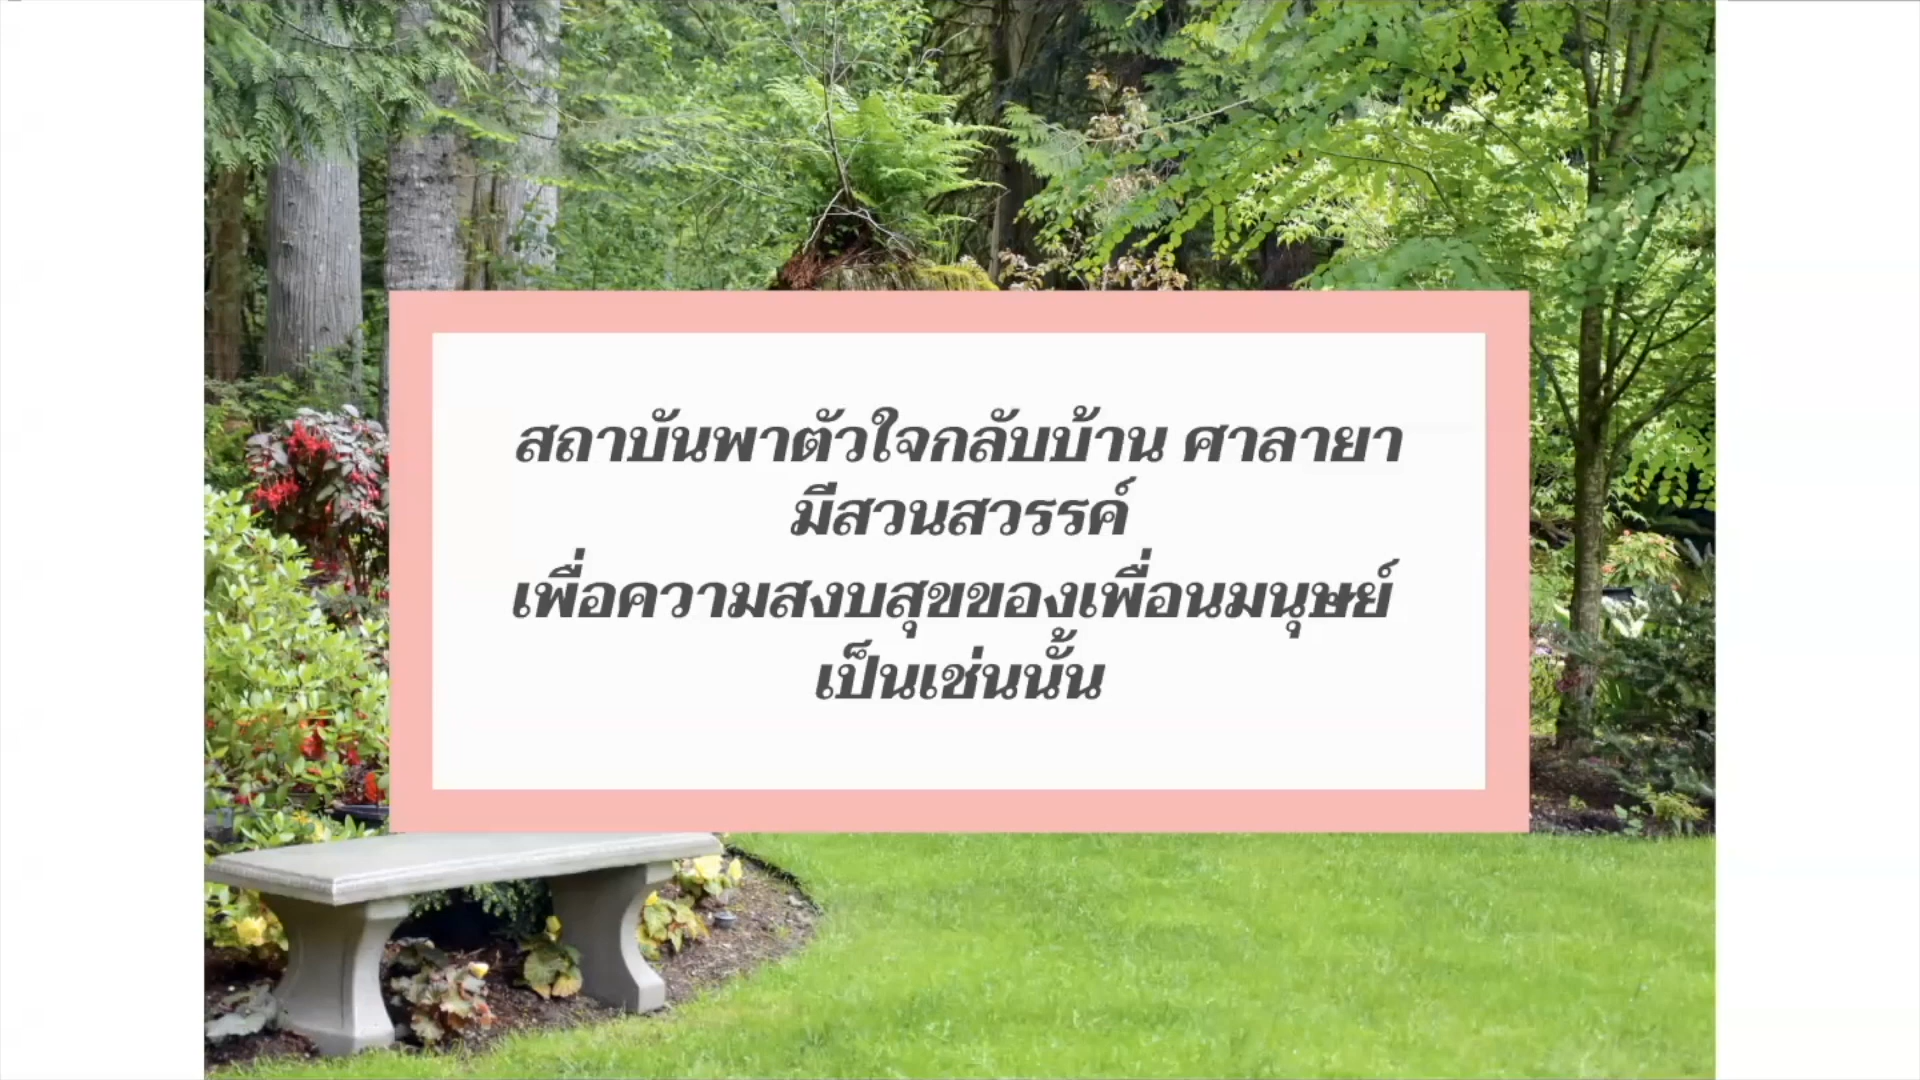 สถาบันพาตัวใจกลับบ้าน ศาลายา
มีสวนสวรรค์
เพื่อความสงบสุขของเพื่อนมนุษย์
เป็นเช่นนั้น